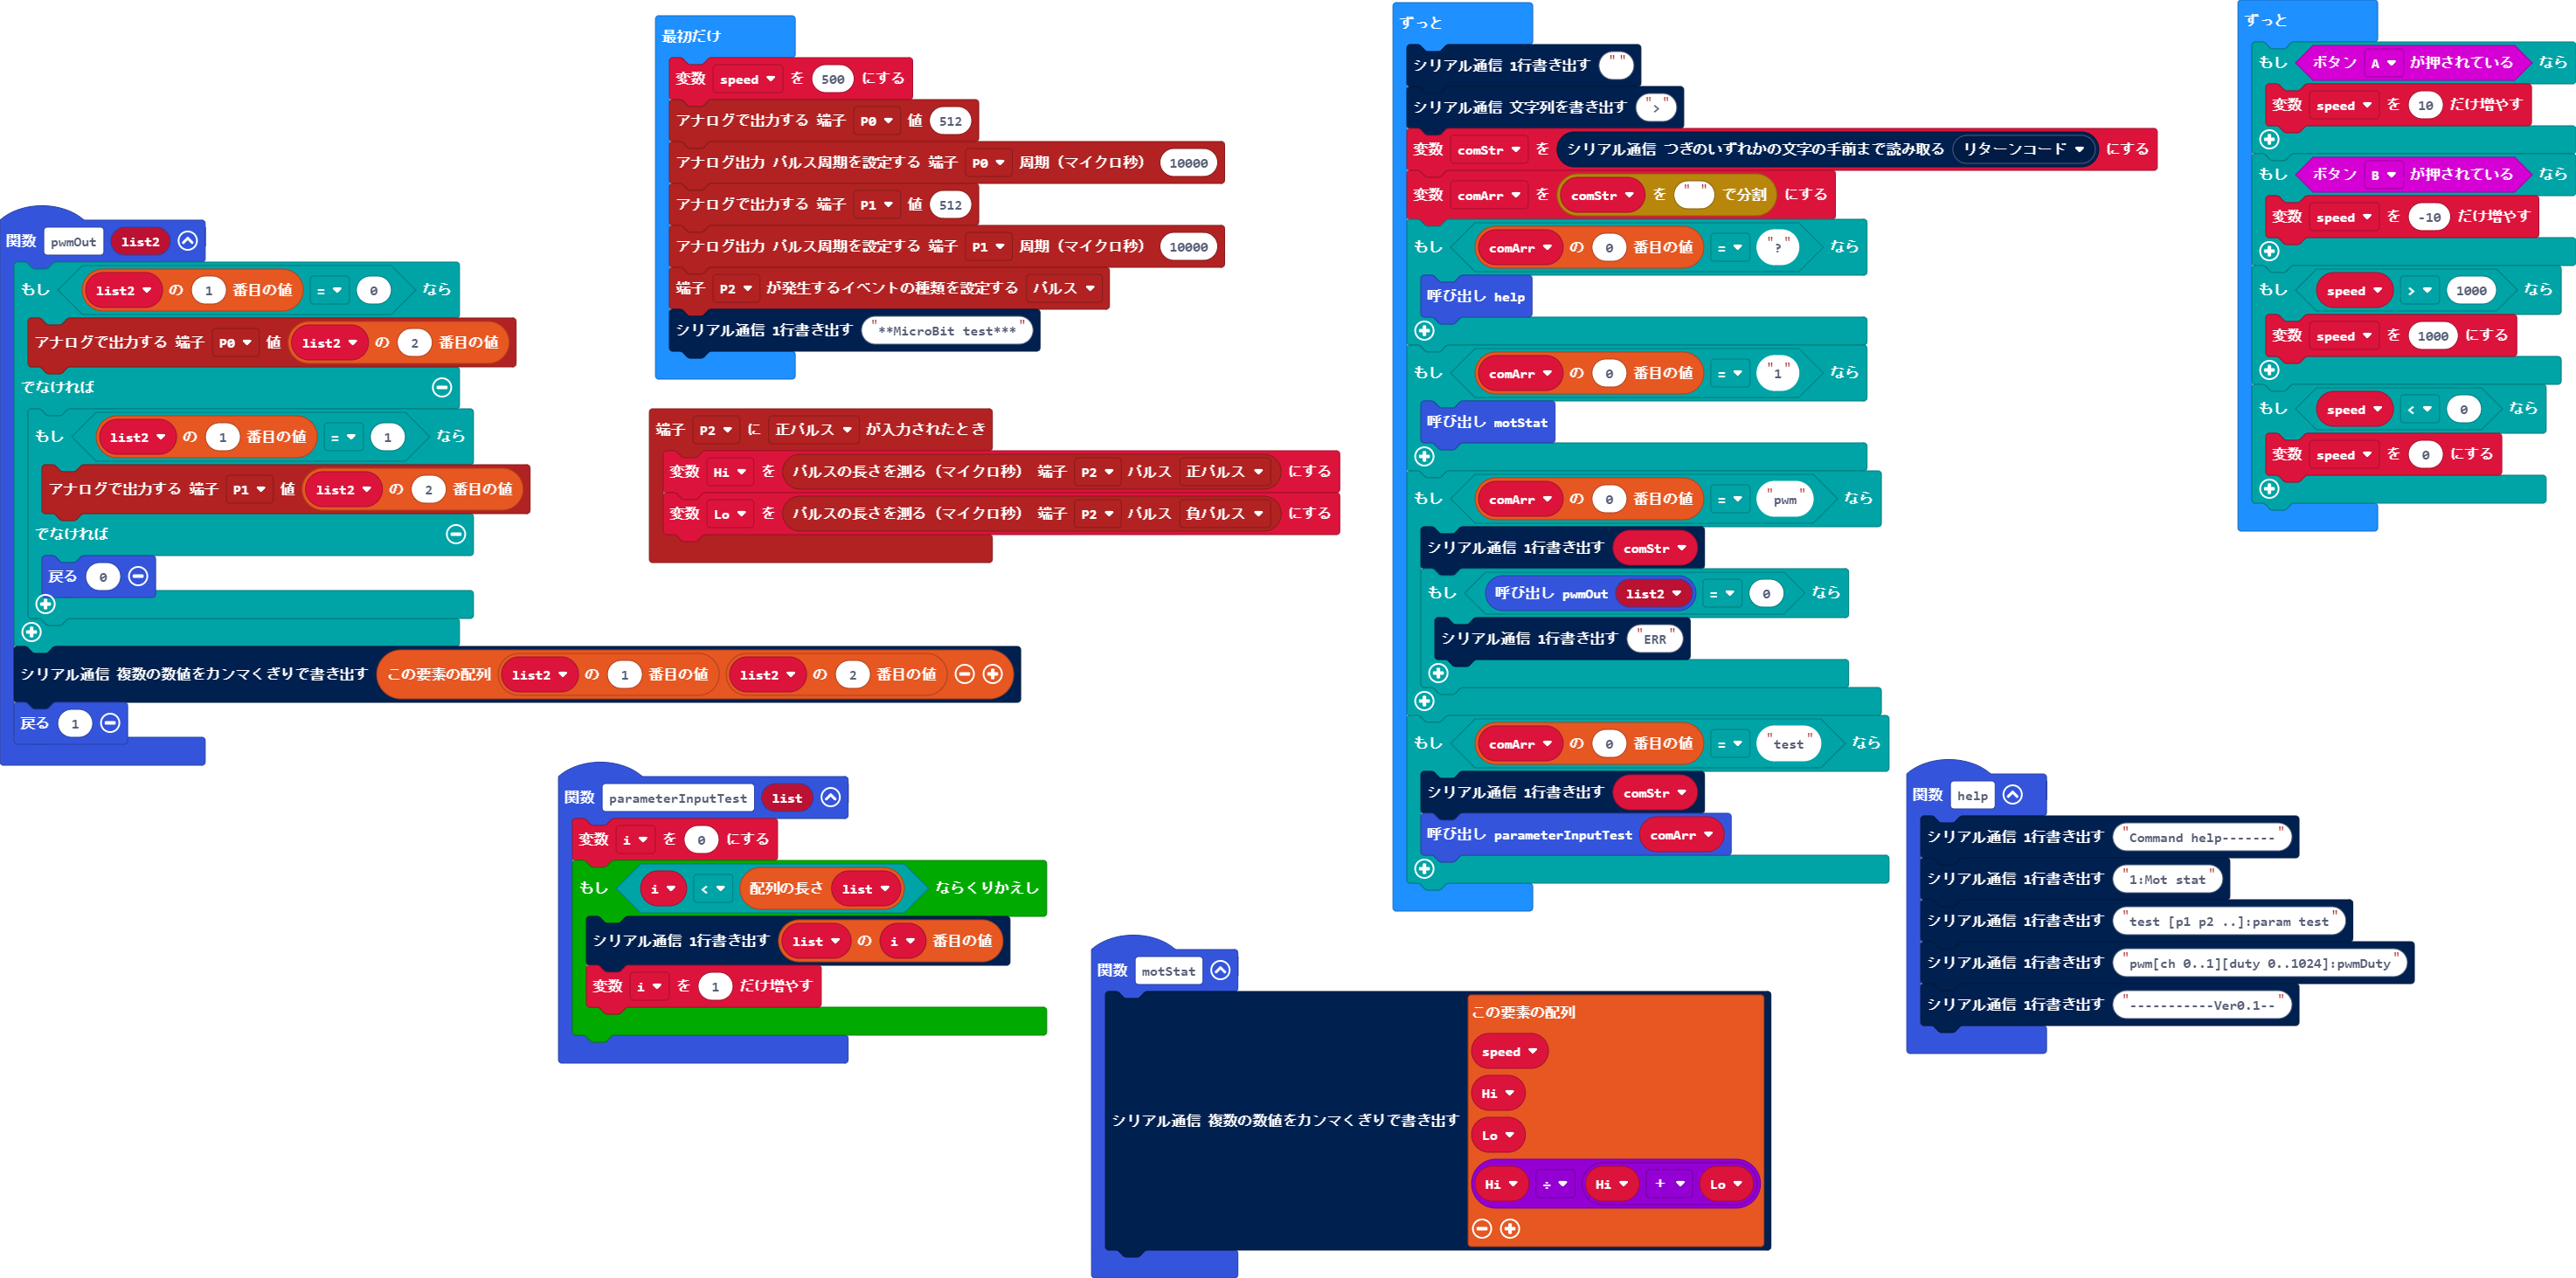 最初だけ
変数 speed を 500 にする
アナログで出力する 端子 P0 値 512
アナログ出力 パルス周期を設定する 端子 P0 周期（マイクロ秒） 10000
アナログで出力する 端子 P1 値 512
アナログ出力 パルス周期を設定する 端子 P1 周期（マイクロ秒） 10000
端子 P2 が発生するイベントの種類を設定する パルス
シリアル通信 1行書き出す "**MicroBit test***"
端子 P2 に 正パルス が入力されたとき
変数 Hi を パルスの長さを測る（マイクロ秒） 端子 P2 パルス 正パルス にする
変数 Lo を パルスの長さを測る（マイクロ秒） 端子 P2 パルス 負パルス にする
関数 pwmOut list2
もし list2 の 1 番目の値 = 0 なら
アナログで出力する 端子 P0 値 list2 の 2 番目の値
でなければ
もし list2 の 1 番目の値 = 1 なら
アナログで出力する 端子 P1 値 list2 の 2 番目の値
でなければ
戻る 0
シリアル通信 複数の数値をカンマくぎりで書き出す この要素の配列 list2 の 1 番目の値 list2 の 2 番目の値
戻る 1
関数 parameterInputTest list
変数 i を 0 にする
もし i < 配列の長さ list ならくりかえし
シリアル通信 1行書き出す list の i 番目の値
変数 i を 1 だけ増やす
ずっと
シリアル通信 1行書き出す ""
シリアル通信 文字列を書き出す ">"
変数 comStr を シリアル通信 つぎのいずれかの文字の手前まで読み取る リターンコード にする
変数 comArr を comStr を " " で分割 にする
もし comArr の 0 番目の値 = "?" なら
呼び出し help
もし comArr の 0 番目の値 = "1" なら
呼び出し motStat
もし comArr の 0 番目の値 = "pwm" なら
シリアル通信 1行書き出す comStr
もし 呼び出し pwmOut list2 = 0 なら
シリアル通信 1行書き出す "ERR"
もし comArr の 0 番目の値 = "test" なら
シリアル通信 1行書き出す comStr
呼び出し parameterInputTest comArr
関数 motStat
シリアル通信 複数の数値をカンマくぎりで書き出す
この要素の配列
speed
Hi
Lo
Hi ÷ Hi + Lo
ずっと
もし ボタン A が押されている なら
変数 speed を 10 だけ増やす
もし ボタン B が押されている なら
変数 speed を -10 だけ増やす
もし speed > 1000 なら
変数 speed を 1000 にする
もし speed < 0 なら
変数 speed を 0 にする
関数 help
シリアル通信 1行書き出す "Command help-------"
シリアル通信 1行書き出す "1:Mot stat"
シリアル通信 1行書き出す "test [p1 p2 ..]:param test"
シリアル通信 1行書き出す "pwm[ch 0..1][duty 0..1024]:pwmDuty"
シリアル通信 1行書き出す "-----------Ver0.1--"